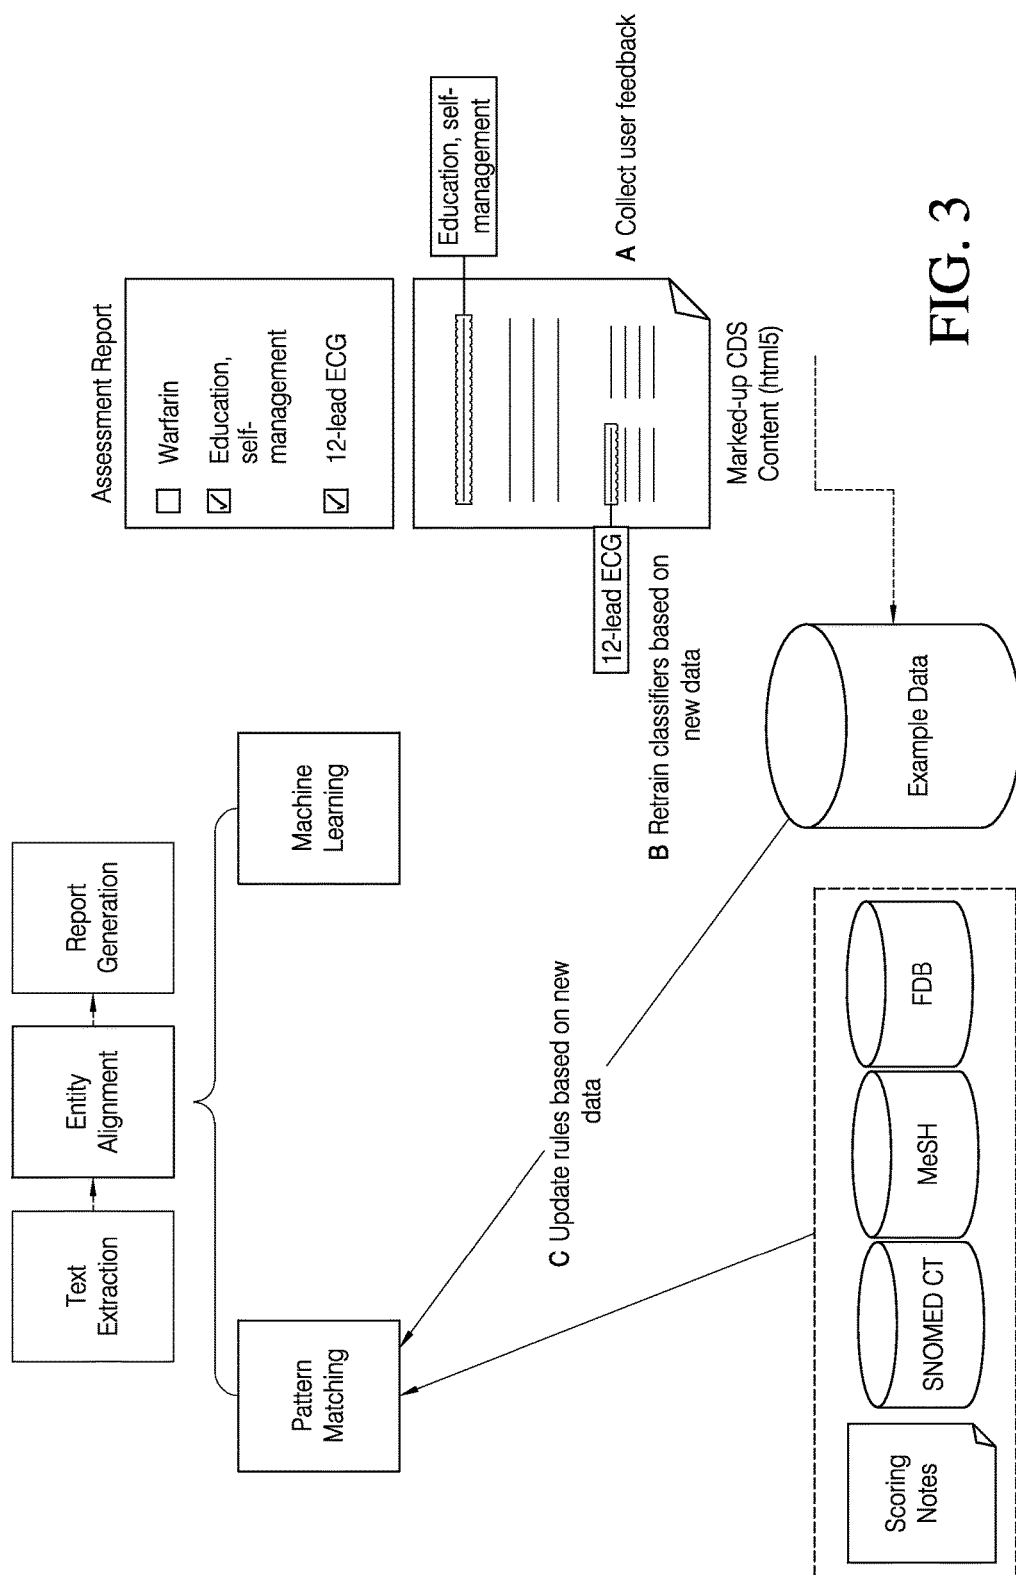 Text
Extraction
Entity
Alignment
Report
Generation
Pattern
Matching
Machine
Learning
Assessment Report
Warfarin
Education,
self-
management
12-lead ECG
Education, self-
management
12-lead ECG
Marked-up CDS
Content (html5)
A Collect user feedback
B Retrain classifiers based on
new data
C Update rules based on new
data
Scoring
Notes
SNOMED CT
MeSH
FDB
Example Data
FIG. 3